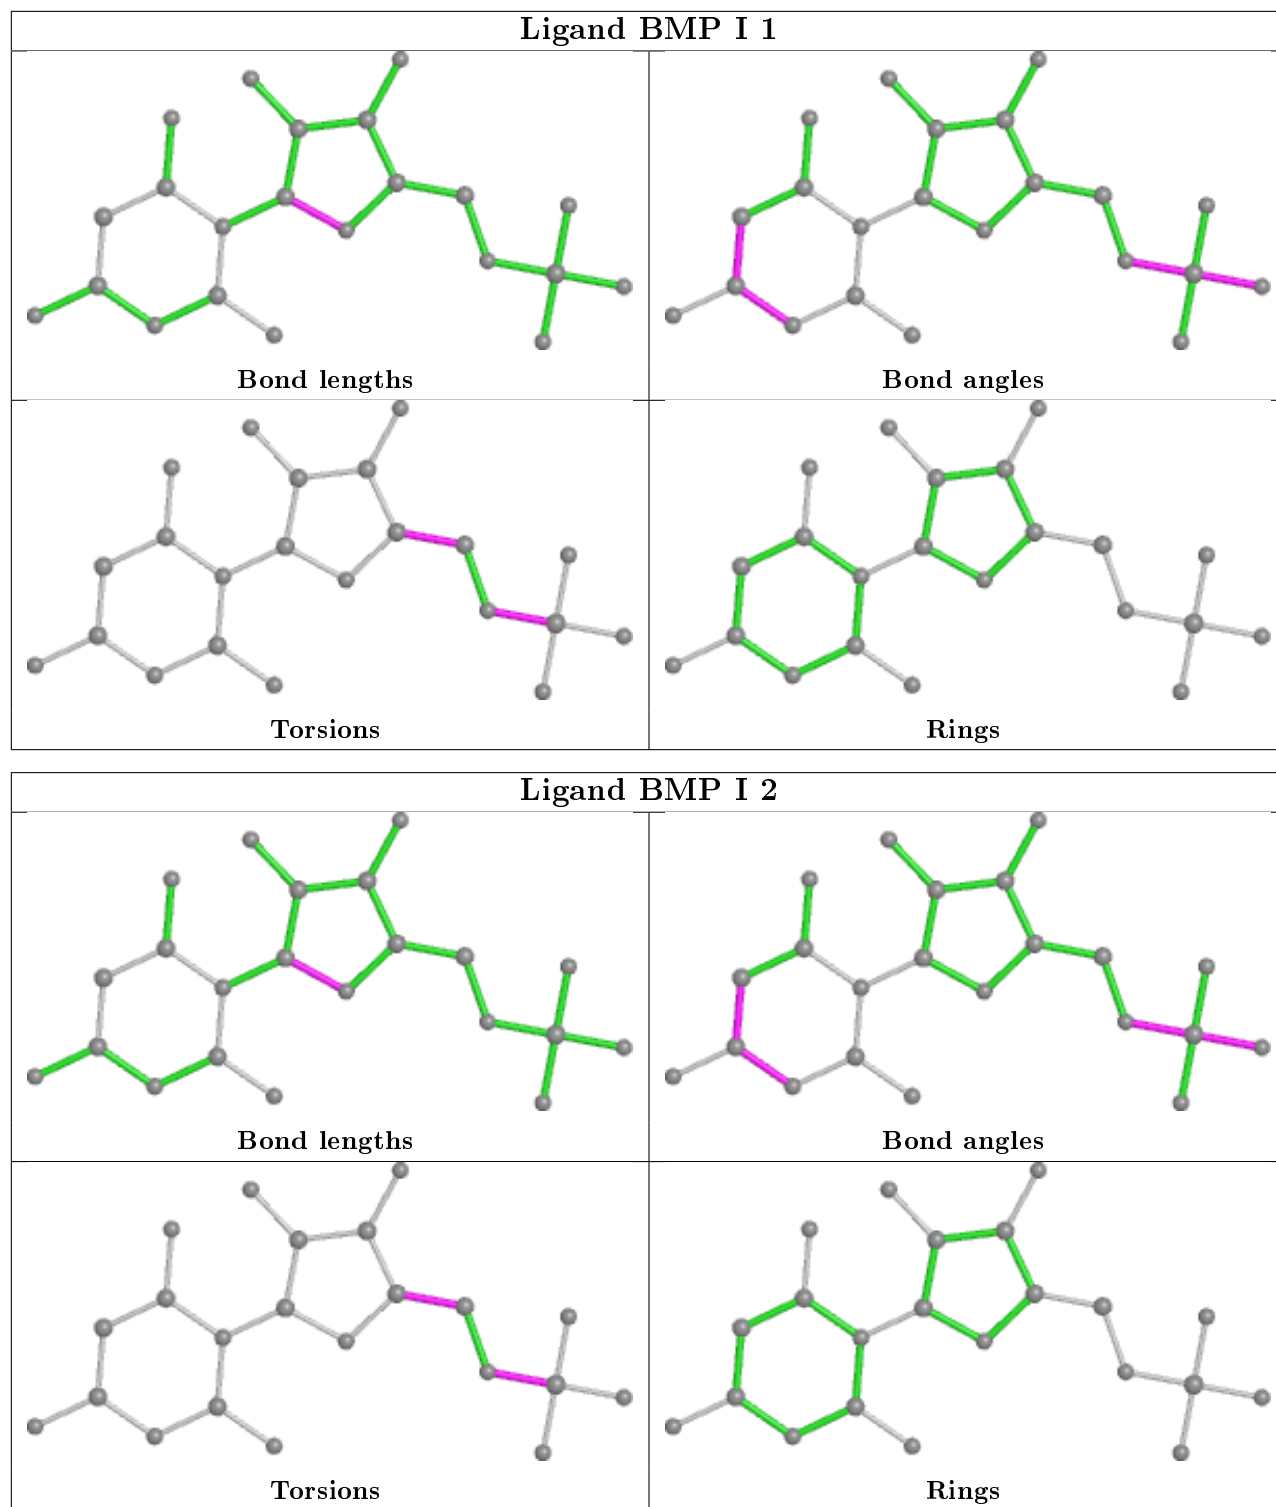 Ligand BMP I 1
Bond lengths
Bond angles
Torsions
Rings
Ligand BMP I 2
Bond lengths
Bond angles
Torsions
Rings